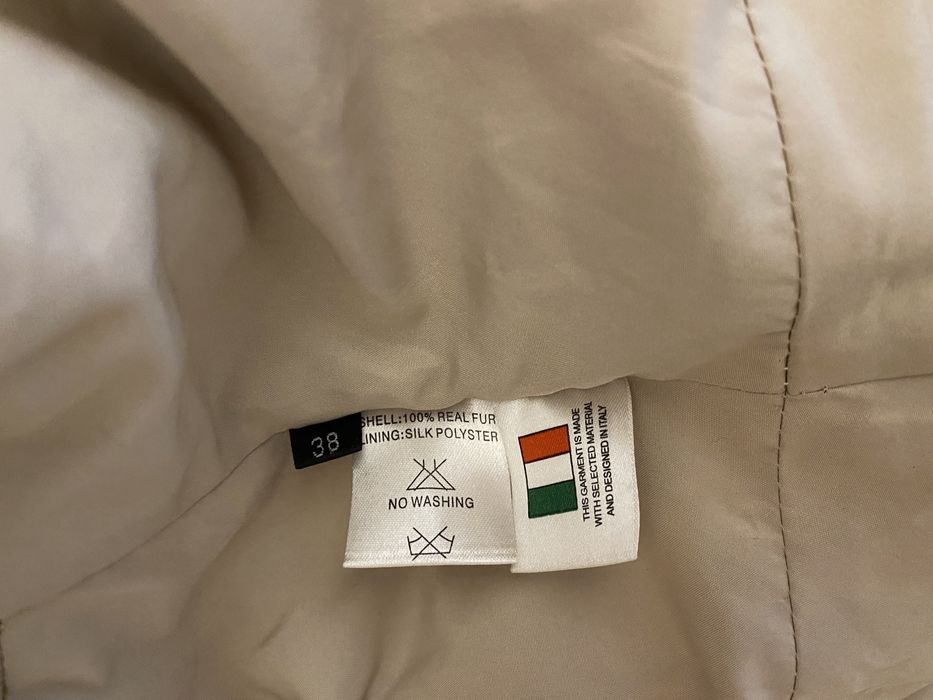 38
SHELL:100% REAL FUR
LINING:SILK POLYSTER
NO WASHING
THIS GARMENT IS MADE
WITH SELECTED MATERIAL
AND DESIGNED IN ITALY